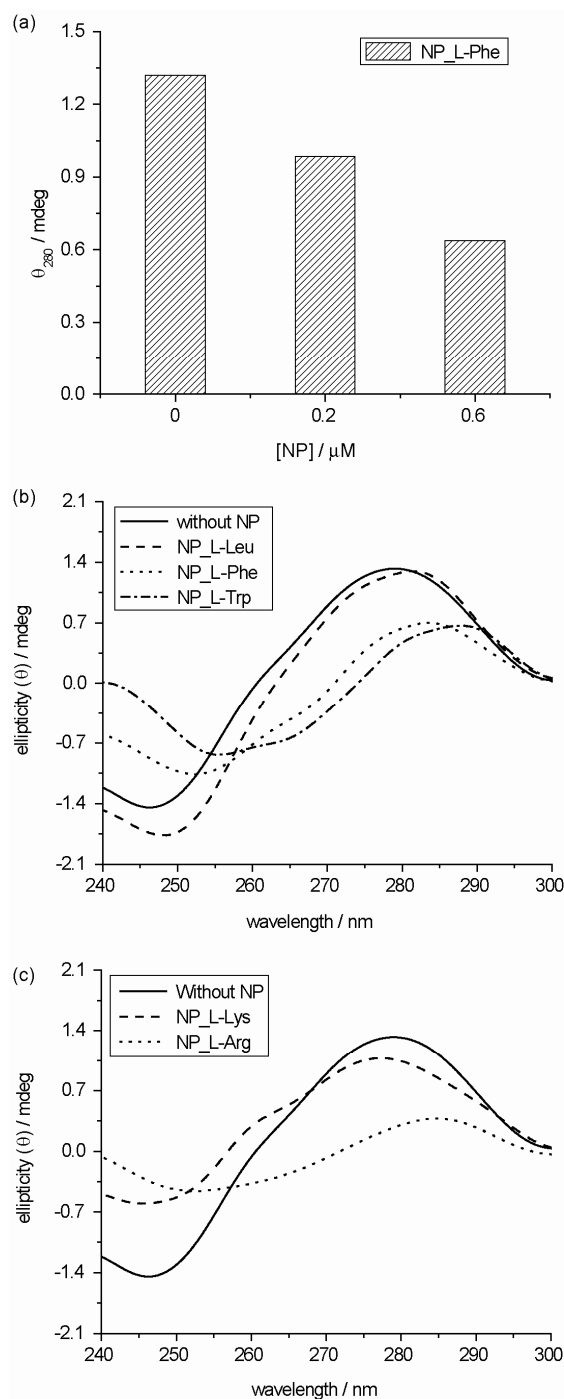 (a)
1.5
1.2
0.9
0.6
0.3
0.0
θ280 / mdeg
NP_L-Phe
0 0.2 0.6
[NP] / μM
(b)
2.1
1.4
0.7
0.0
-0.7
-1.4
-2.1
ellipticity (θ) / mdeg
without NP
NP_L-Leu
NP_L-Phe
NP_L-Trp
240 250 260 270 280 290 300
wavelength / nm
(c)
2.1
1.4
0.7
0.0
-0.7
-1.4
-2.1
ellipticity (θ) / mdeg
Without NP
NP_L-Lys
NP_L-Arg
240 250 260 270 280 290 300
wavelength / nm